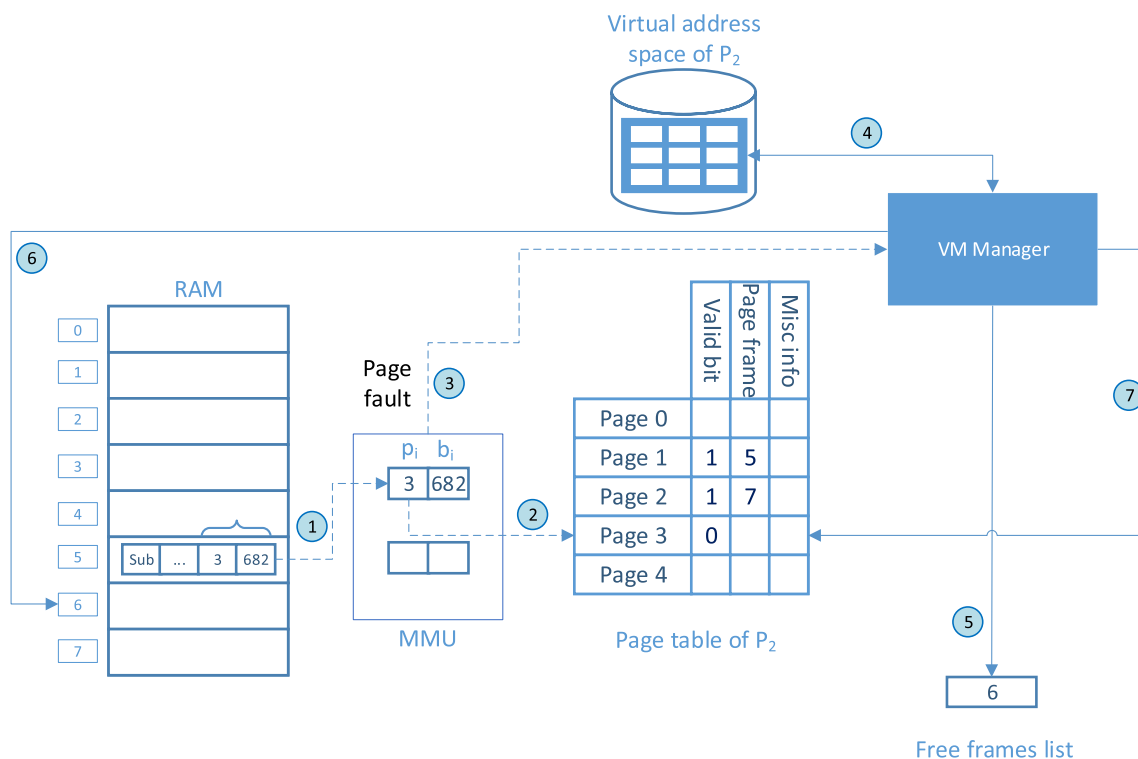 Virtual address
space of P2
4
VM Manager
6
RAM
0
1
2
3
4
5
6
7
Sub ... 3 682
1
Page
fault
3
pi bi
3 682
MMU
2
Valid bit
Page frame
Misc info
Page 0
Page 1 1 5
Page 2 1 7
Page 3 0
Page 4
Page table of P2
7
5
6
Free frames list